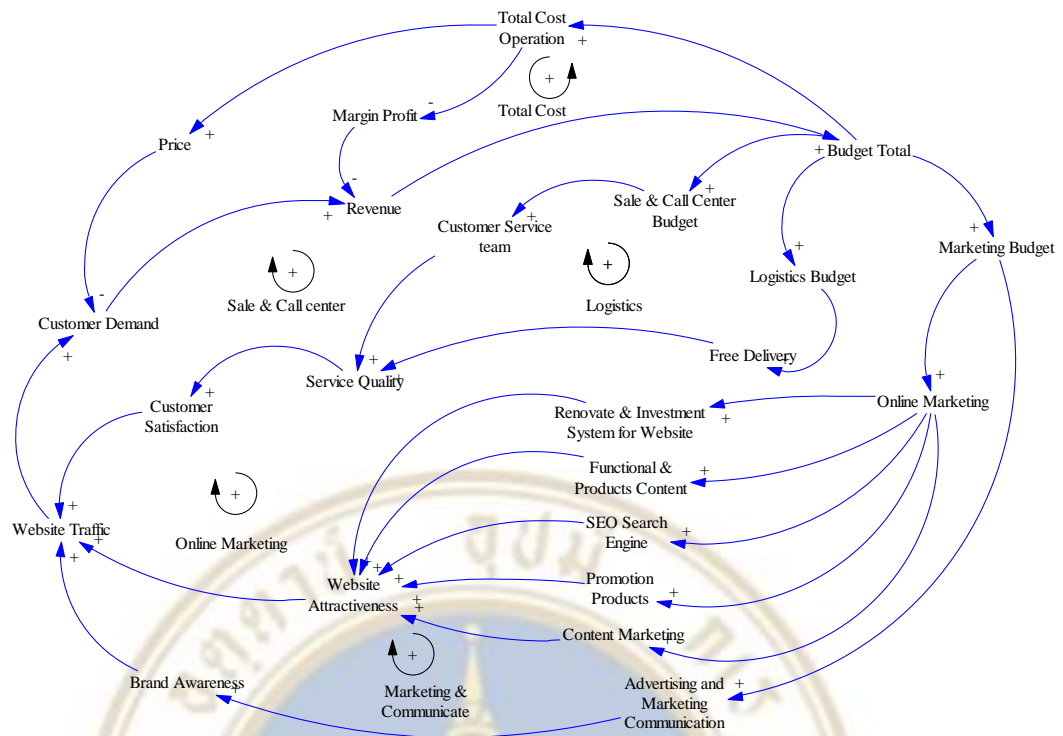 Total Cost
Operation
+
+
Total Cost
-
Margin Profit
+
Price
-
+
Revenue
+ Budget Total
+
Sale & Call Center
Budget
+
Customer Service
team
+
Marketing Budget
+
Logistics Budget
+
Sale & Call center
+
Logistics
-
Customer Demand
+
+
Free Delivery
+
+
Service Quality
+
+
Customer
Satisfaction
+
Online Marketing
Renovate & Investment
System for Website
+
Functional &
Products Content
+
SEO Search
Engine
+
Promotion
Products
+
Content Marketing
+
Advertising and
Marketing
Communication
+
+
Online Marketing
+
Website Traffic
+
+
Website
Attractiveness
+
+
+
+
+
Marketing &
Communicate
Brand Awareness
+